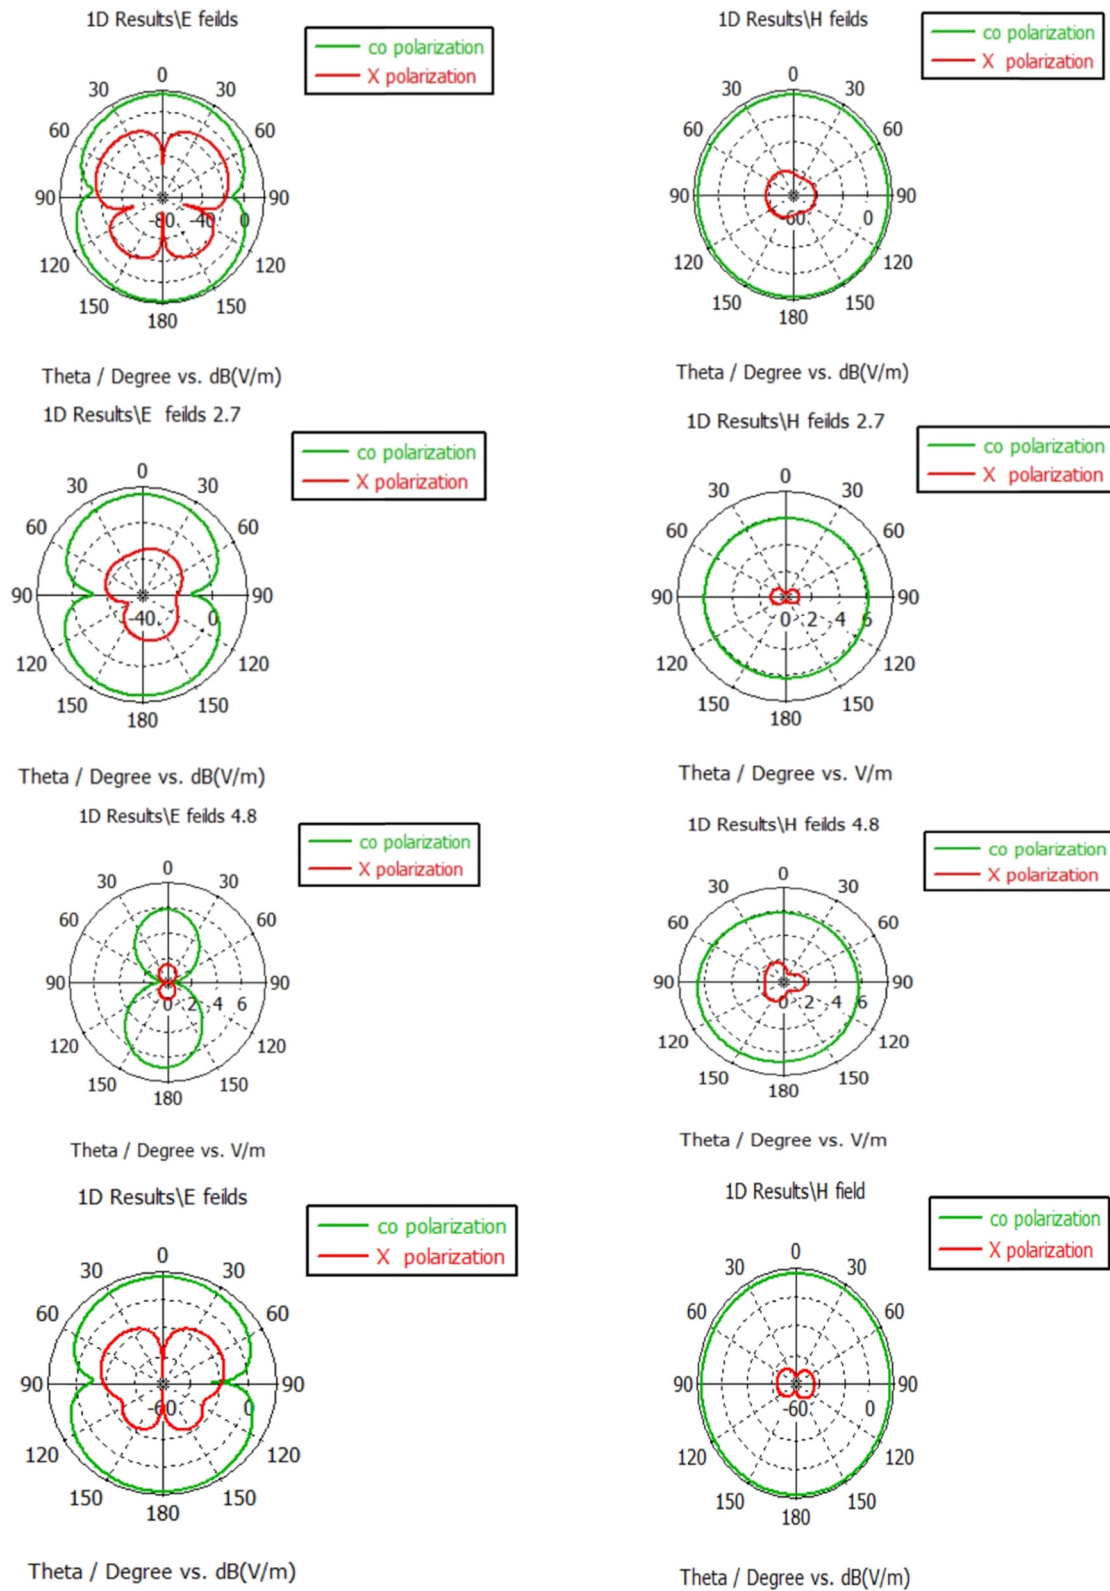 1D Results\E feilds
co polarization
X polarization
0
30 30
60 60
90 90
-80 -40 0
120 120
150 150
180
Theta / Degree vs. dB(V/m)
1D Results\H feilds
co polarization
X polarization
0
30 30
60 60
90 90
-60 0
120 120
150 150
180
Theta / Degree vs. dB(V/m)
1D Results\E feilds 2.7
co polarization
X polarization
0
30 30
60 60
90 90
-40 0
120 120
150 150
180
Theta / Degree vs. dB(V/m)
1D Results\H feilds 2.7
co polarization
X polarization
0
30 30
60 60
90 90
0 2 4 6
120 120
150 150
180
Theta / Degree vs. V/m
1D Results\E feilds 4.8
co polarization
X polarization
0
30 30
60 60
90 90
0 2 4 6
120 120
150 150
180
Theta / Degree vs. V/m
1D Results\H feilds 4.8
co polarization
X polarization
0
30 30
60 60
90 90
0 2 4 6
120 120
150 150
180
Theta / Degree vs. V/m
1D Results\E feilds
co polarization
X polarization
0
30 30
60 60
90 90
-60 0
120 120
150 150
180
Theta / Degree vs. dB(V/m)
1D Results\H field
co polarization
X polarization
0
30 30
60 60
90 90
-60 0
120 120
150 150
180
Theta / Degree vs. dB(V/m)